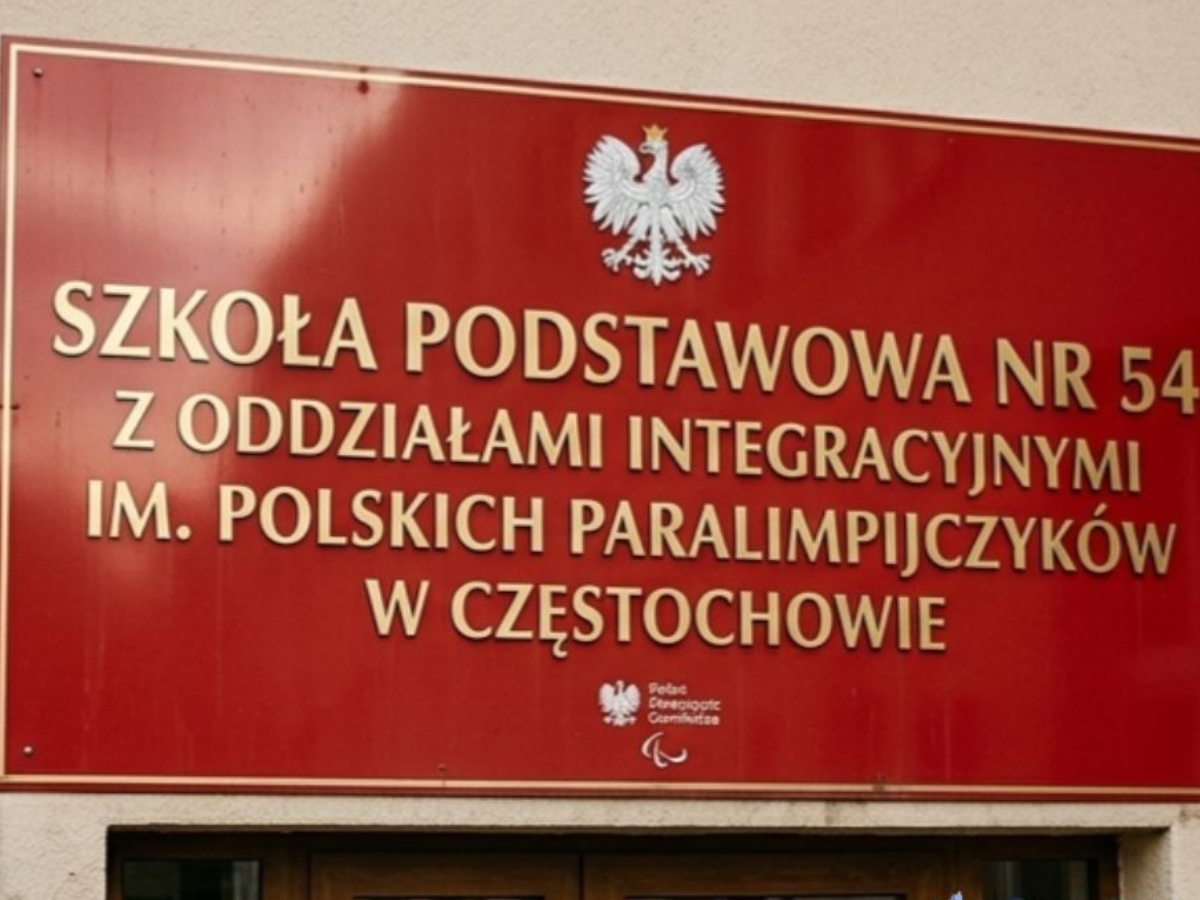 SZKOŁA PODSTAWOWA NR 54
Z ODDZIAŁAMI INTEGRACYJNYMI
IM. POLSKICH PARALIMPIJCZYKÓW
W CZĘSTOCHOWIE